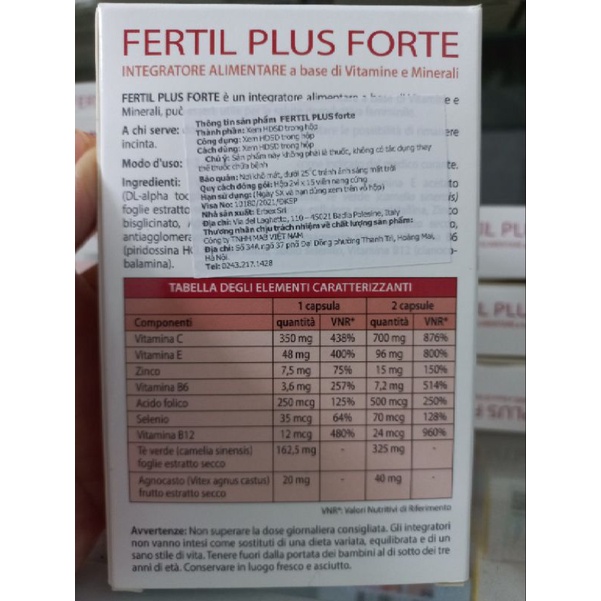 FERTIL PLUS FORTE
INTEGRATORE ALIMENTARE a base di Vitamine e Minerali
FERTIL PLUS FORTE è un integratore alimentare a base di Vitamine e
Minerali, può
A chi serve:
incinta.
Modo d'uso:
Ingredienti:
(DL-alpha toc
foglie estratto
bisglicinato,
antiagglomera
(piridossina HC
balamina).
Thông tin sản phẩm FERTIL PLUS forte
Thành phần: Xem HDSD trong hộp
Công dụng: Xem HDSD trong hộp
Cách dùng: Xem HDSD trong hộp
Chú ý: Sản phẩm này không phải là thuốc, không có tác dụng thay
thế thuốc chữa bệnh
Bảo quản: Nơi khô mát, dưới 25°C tránh ánh sáng mặt trời
Quy cách đóng gói: Hộp 2 vỉ x 15 viên nang cứng
Hạn sử dụng: (Ngày SX và hạn dùng xem trên vỏ hộp)
Visa No: 10180/2021/ĐKSP
Nhà sản xuất: Erbex Srl
Địa chỉ: Via del Laghetto, 110 – 45021 Badia Polesine, Italy
Thương nhân chịu trách nhiệm về chất lượng sản phẩm:
Công ty TNHH MAB VIỆT NAM.
Địa chỉ: Số 34A, ngõ 37 phố Đại Đồng phường Thanh Trì, Hoàng Mai,
Hà Nội.
Tel: 0243.217.1428
TABELLA DEGLI ELEMENTI CARATTERIZZANTI
1 capsula 2 capsule
Componenti quantità VNR* quantità VNR*
Vitamina C 350 mg 438% 700 mg 876%
Vitamina E 48 mg 400% 96 mg 800%
Zinco 7,5 mg 75% 15 mg 150%
Vitamina B6 3,6 mg 257% 7,2 mg 514%
Acido folico 250 mcg 125% 500 mcg 250%
Selenio 35 mcg 64% 70 mcg 128%
Vitamina B12 12 mcg 480% 24 mcg 960%
Tè verde (camelia sinensis) 162,5 mg - 325 mg -
foglie estratto secco
Agnocasto (Vitex agnus castus) 20 mg - 40 mg -
frutto estratto secco
VNR*: Valori Nutritivi di Riferimento
Avvertenze: Non superare la dose giornaliera consigliata. Gli integratori
non vanno intesi come sostituti di una dieta variata, equilibrata e di un
sano stile di vita. Tenere fuori dalla portata dei bambini al di sotto dei tre
anni di età. Conservare in luogo fresco e asciutto.